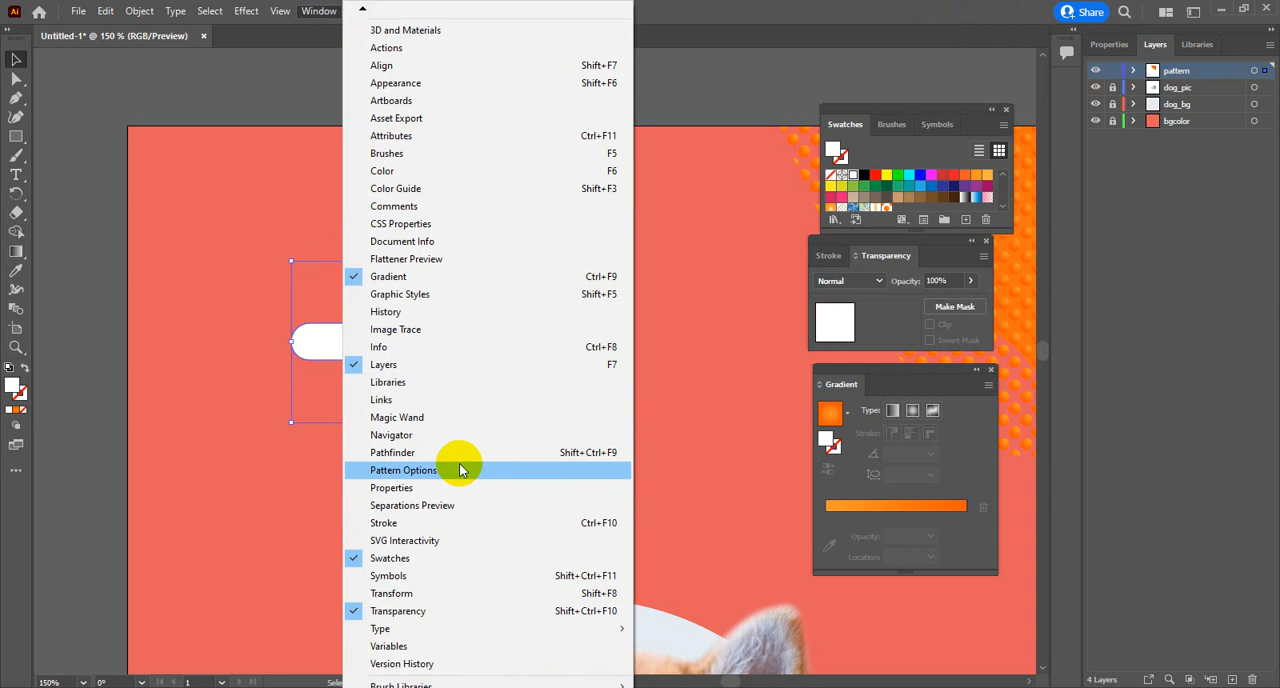 Ai File Edit Object Type Select Effect View Window Share
Untitled-1* @ 150 % (RGB/Preview) ×
3D and Materials
Actions
Align Shift+F7
Appearance Shift+F6
Artboards
Asset Export
Attributes Ctrl+F11
Brushes F5
Color F6
Color Guide Shift+F3
Comments
CSS Properties
Document Info
Flattener Preview
Gradient Ctrl+F9
Graphic Styles Shift+F5
History
Image Trace
Info Ctrl+F8
Layers F7
Libraries
Links
Magic Wand
Navigator
Pathfinder Shift+Ctrl+F9
Pattern Options
Properties
Separations Preview
Stroke Ctrl+F10
SVG Interactivity
Swatches
Symbols Shift+Ctrl+F11
Transform Shift+F8
Transparency Shift+Ctrl+F10
Type
Variables
Version History
Brush Libraries
Swatches Brushes Symbols
Stroke Transparency
Normal Opacity: 100%
Make Mask
Clip
Invert Mask
Gradient
Type:
Stroke:
Opacity:
Location:
Properties Layers Libraries
pattern
dog_pic
dog_bg
bgcolor
150% 0° 1 Selec
4 Layers